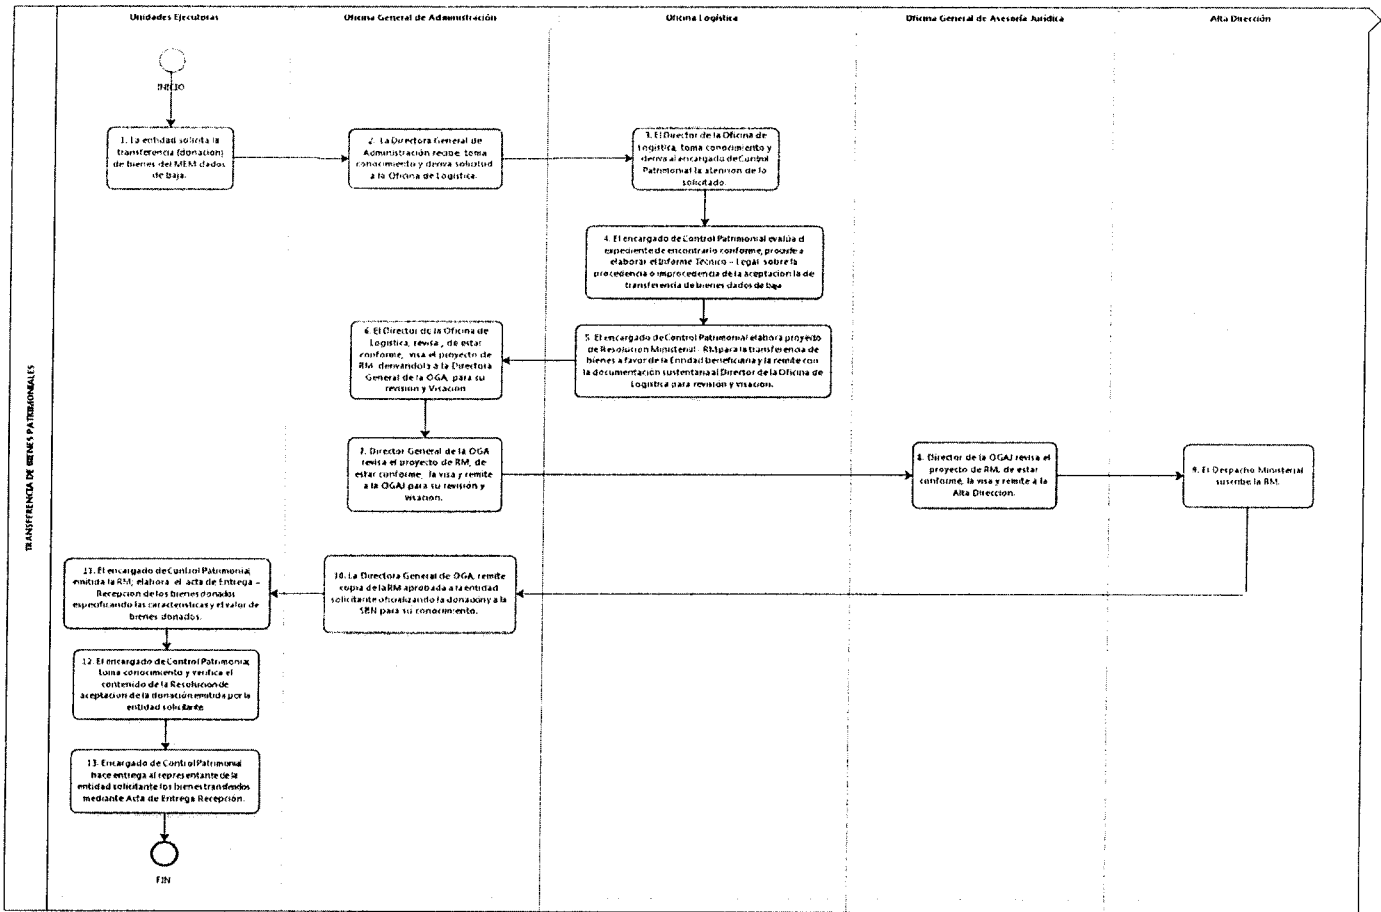 Unidades Ejecutoras
Oficina General de Administración
Oficina Logística
Oficina General de Asesoría Jurídica
Alta Dirección
TRANSFERENCIA DE BIENES PATRIMONIALES
INICIO
1. La entidad solicita la
transferencia (donación)
de bienes del MEM dados
de baja.
2. La Directora General de
Administración recibe, toma
conocimiento y deriva solicitud
a la Oficina de Logística.
3. El Director de la Oficina de
Logística, toma conocimiento y
deriva al encargado de Control
Patrimonial la atención de lo
solicitado.
4. El encargado de Control Patrimonial evalúa el
expediente de encontrarlo conforme, procede a
elaborar el Informe Técnico – Legal sobre la
procedencia o improcedencia de la aceptación la de
transferencia de bienes dados de baja
5. El encargado de Control Patrimonial elabora proyecto
de Resolución Ministerial - RM para la transferencia de
bienes a favor de la Entidad beneficiaria y la remite con
la documentación sustentaria al Director de la Oficina de
Logística para revisión y visación.
6. El Director de la Oficina de
Logística, revisa , de estar
conforme, visa el proyecto de
RM derivándola a la Directora
General de la OGA, para su
revisión y Visación
7. Director General de la OGA
revisa el proyecto de RM, de
estar conforme, la visa y remite
a la OGAJ para su revisión y
visación.
8. Director de la OGAJ revisa el
proyecto de RM, de estar
conforme, la visa y remite a la
Alta Dirección.
9. El Despacho Ministerial
suscribe la RM.
10. La Directora General de OGA, remite
copia de la RM aprobada a la entidad
solicitante oficializando la donación y a la
SBN para su conocimiento.
11. El encargado de Control Patrimonial,
emitida la RM; elabora el acta de Entrega –
Recepción de los bienes donados
especificando las características y el valor de
bienes donados.
12. El encargado de Control Patrimonial,
toma conocimiento y verifica el
contenido de la Resolución de
aceptación de la donación emitida por la
entidad solicitante
13. Encargado de Control Patrimonial
hace entrega al representante de la
entidad solicitante los bienes transferidos
mediante Acta de Entrega Recepción.
FIN